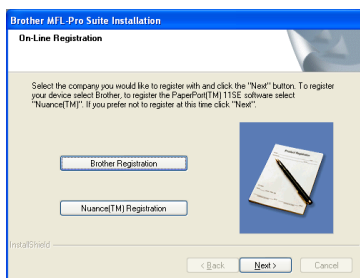 Brother MFL-Pro Suite Installation
On-Line Registration
Select the company you would like to register with and click the "Next" button. To register
your device select Brother, to register the PaperPort(TM) 11SE software select
"Nuance(TM)". If you prefer not to register at this time click "Next".
Brother Registration
Nuance(TM) Registration
Product Registration
InstallShield
< Back
Next >
Cancel